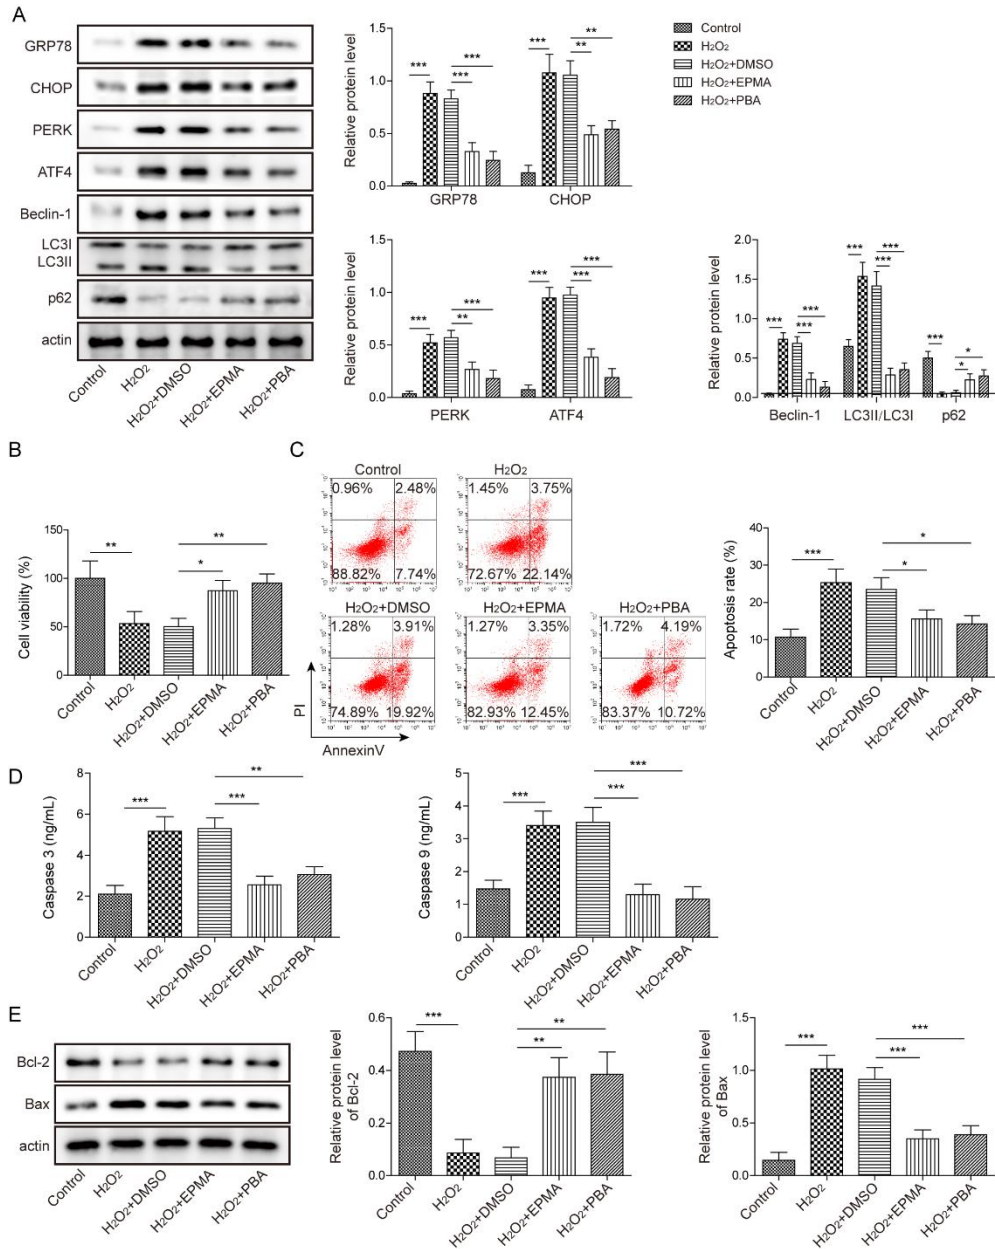 A
GRP78
CHOP
PERK
ATF4
Beclin-1
LC3I
LC3II
p62
actin
Control
H2O2
H2O2+DMSO
H2O2+EPMA
H2O2+PBA
Relative protein level
1.5
1.0
0.5
0.0
***
***
***
***
**
**
GRP78
CHOP
Control
H2O2
H2O2+DMSO
H2O2+EPMA
H2O2+PBA
Relative protein level
1.5
1.0
0.5
0.0
***
**
***
***
***
***
PERK
ATF4
Relative protein level
2.0
1.5
1.0
0.5
0.0
***
***
***
***
***
***
***
*
*
Beclin-1
LC3II/LC3I
p62
B
Cell viability (%)
150
100
50
0
**
*
**
Control
H2O2
H2O2+DMSO
H2O2+EPMA
H2O2+PBA
C
Control
0.96% 2.48%
88.82% 7.74%
H2O2
1.45% 3.75%
72.67% 22.14%
H2O2+DMSO
1.28% 3.91%
74.89% 19.92%
H2O2+EPMA
1.27% 3.35%
82.93% 12.45%
H2O2+PBA
1.72% 4.19%
83.37% 10.72%
PI
AnnexinV
Apoptosis rate (%)
40
30
20
10
0
***
*
*
Control
H2O2
H2O2+DMSO
H2O2+EPMA
H2O2+PBA
D
Caspase 3 (ng/mL)
8
6
4
2
0
***
***
**
Control
H2O2
H2O2+DMSO
H2O2+EPMA
H2O2+PBA
Caspase 9 (ng/mL)
5
4
3
2
1
0
***
***
***
Control
H2O2
H2O2+DMSO
H2O2+EPMA
H2O2+PBA
E
Bcl-2
Bax
actin
Control
H2O2
H2O2+DMSO
H2O2+EPMA
H2O2+PBA
Relative protein level
of Bcl-2
0.6
0.4
0.2
0.0
***
**
**
Control
H2O2
H2O2+DMSO
H2O2+EPMA
H2O2+PBA
Relative protein level
of Bax
1.5
1.0
0.5
0.0
***
***
***
Control
H2O2
H2O2+DMSO
H2O2+EPMA
H2O2+PBA